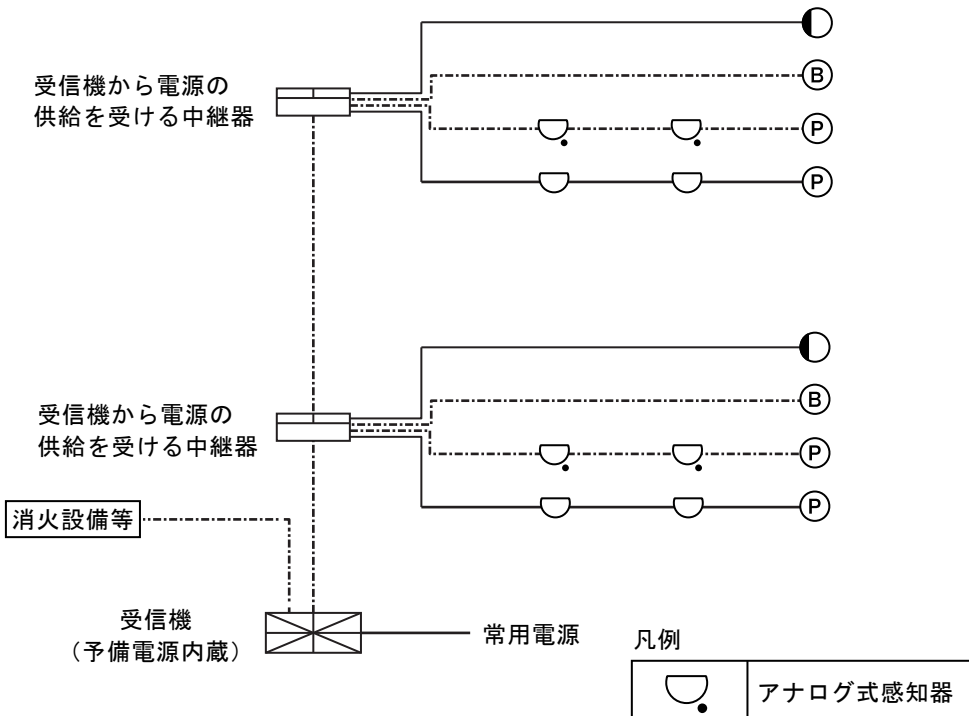 受信機から電源の
供給を受ける中継器
B
P
P
受信機から電源の
供給を受ける中継器
B
P
P
消火設備等
受信機
（予備電源内蔵）
常用電源
凡例
アナログ式感知器